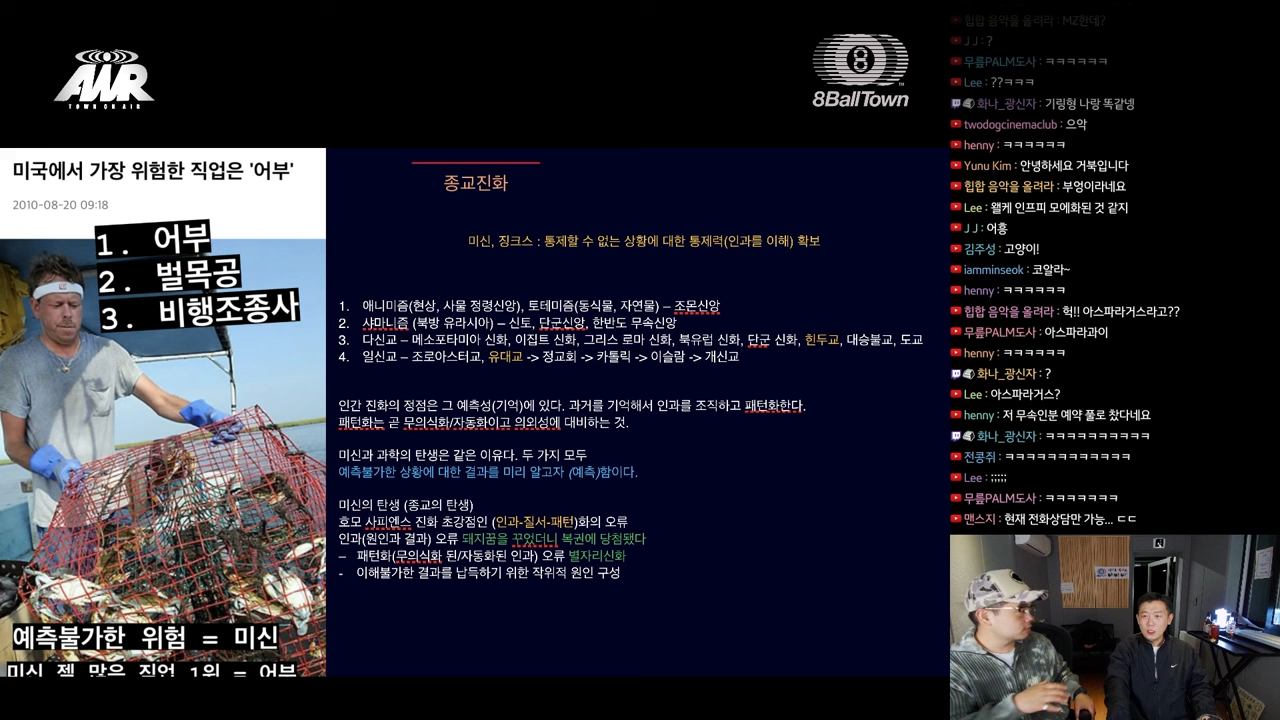 AIR
TOWN ON AIR
8
8BallTown
미국에서 가장 위험한 직업은 '어부'
2010-08-20 09:18
1. 어부
2. 벌목공
3. 비행조종사
예측불가한 위험 = 미신
미신 젤 많은 직업 1위 = 어부
종교진화
미신, 징크스 : 통제할 수 없는 상황에 대한 통제력(인과를 이해) 확보
1. 애니미즘(현상, 사물 정령신앙), 토테미즘(동식물, 자연물) – 조몬신앙
2. 샤머니즘 (북방 유라시아) – 신토, 단군신앙, 한반도 무속신앙
3. 다신교 – 메소포타미아 신화, 이집트 신화, 그리스 로마 신화, 북유럽 신화, 단군 신화, 힌두교, 대승불교, 도교
4. 일신교 – 조로아스터교, 유대교 -> 정교회 -> 카톨릭 -> 이슬람 -> 개신교
인간 진화의 정점은 그 예측성(기억)에 있다. 과거를 기억해서 인과를 조직하고 패턴화한다.
패턴화는 곧 무의식화/자동화이고 의외성에 대비하는 것.
미신과 과학의 탄생은 같은 이유다. 두 가지 모두
예측불가한 상황에 대한 결과를 미리 알고자 (예측)함이다.
미신의 탄생 (종교의 탄생)
호모 사피엔스 진화 초강점인 (인과-질서-패턴)화의 오류
인과(원인과 결과) 오류 돼지꿈을 꾸었더니 복권에 당첨됐다
– 패턴화(무의식화 된/자동화된 인과) 오류 별자리신화
- 이해불가한 결과를 납득하기 위한 작위적 원인 구성
힙합 음악을 올려라 : MZ한데?
J J : ?
무릎PALM도사 : ㅋㅋㅋㅋㅋㅋ
Lee : ??ㅋㅋㅋ
화나_광신자 : 기링형 나랑 똑같넹
twodogcinemaclub : 으악
henny : ㅋㅋㅋㅋㅋㅋ
Yunu Kim : 안녕하세요 거북입니다
힙합 음악을 올려라 : 부엉이라네요
Lee : 왤케 인프피 모에화된 것 같지
J J : 어흥
김주성 : 고양이!
iamminseok : 코알라~
henny : ㅋㅋㅋㅋㅋㅋ
힙합 음악을 올려라 : 헉!! 아스파라거스라고??
무릎PALM도사 : 아스파라과이
henny : ㅋㅋㅋㅋㅋㅋ
화나_광신자 : ?
Lee : 아스파라거스?
henny : 저 무속인분 예약 풀로 찼다네요
화나_광신자 : ㅋㅋㅋㅋㅋㅋㅋㅋㅋㅋ
전콩쥐 : ㅋㅋㅋㅋㅋㅋㅋㅋㅋㅋㅋㅋ
Lee : ;;;;;
무릎PALM도사 : ㅋㅋㅋㅋㅋㅋㅋ
맨스지 : 현재 전화상담만 가능... ㄷㄷ